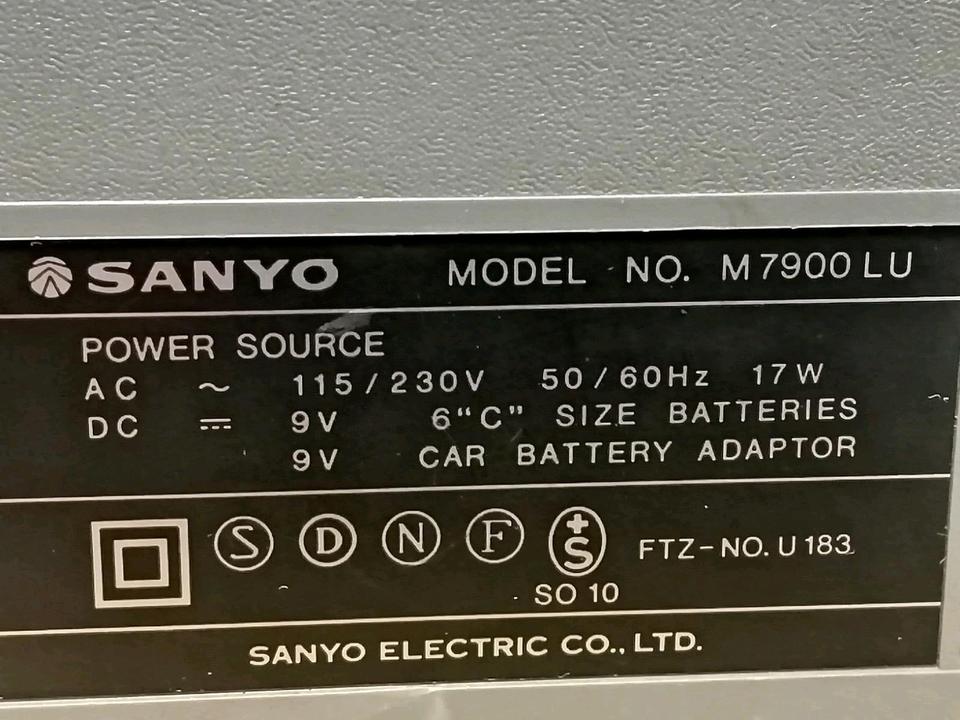 SANYO MODEL NO. M7900LU
POWER SOURCE
AC ~ 115/230V 50/60Hz 17W
DC ⎓ 9V 6"C" SIZE BATTERIES
9V CAR BATTERY ADAPTOR
S D N F +S FTZ-NO. U183
SO 10
SANYO ELECTRIC CO., LTD.